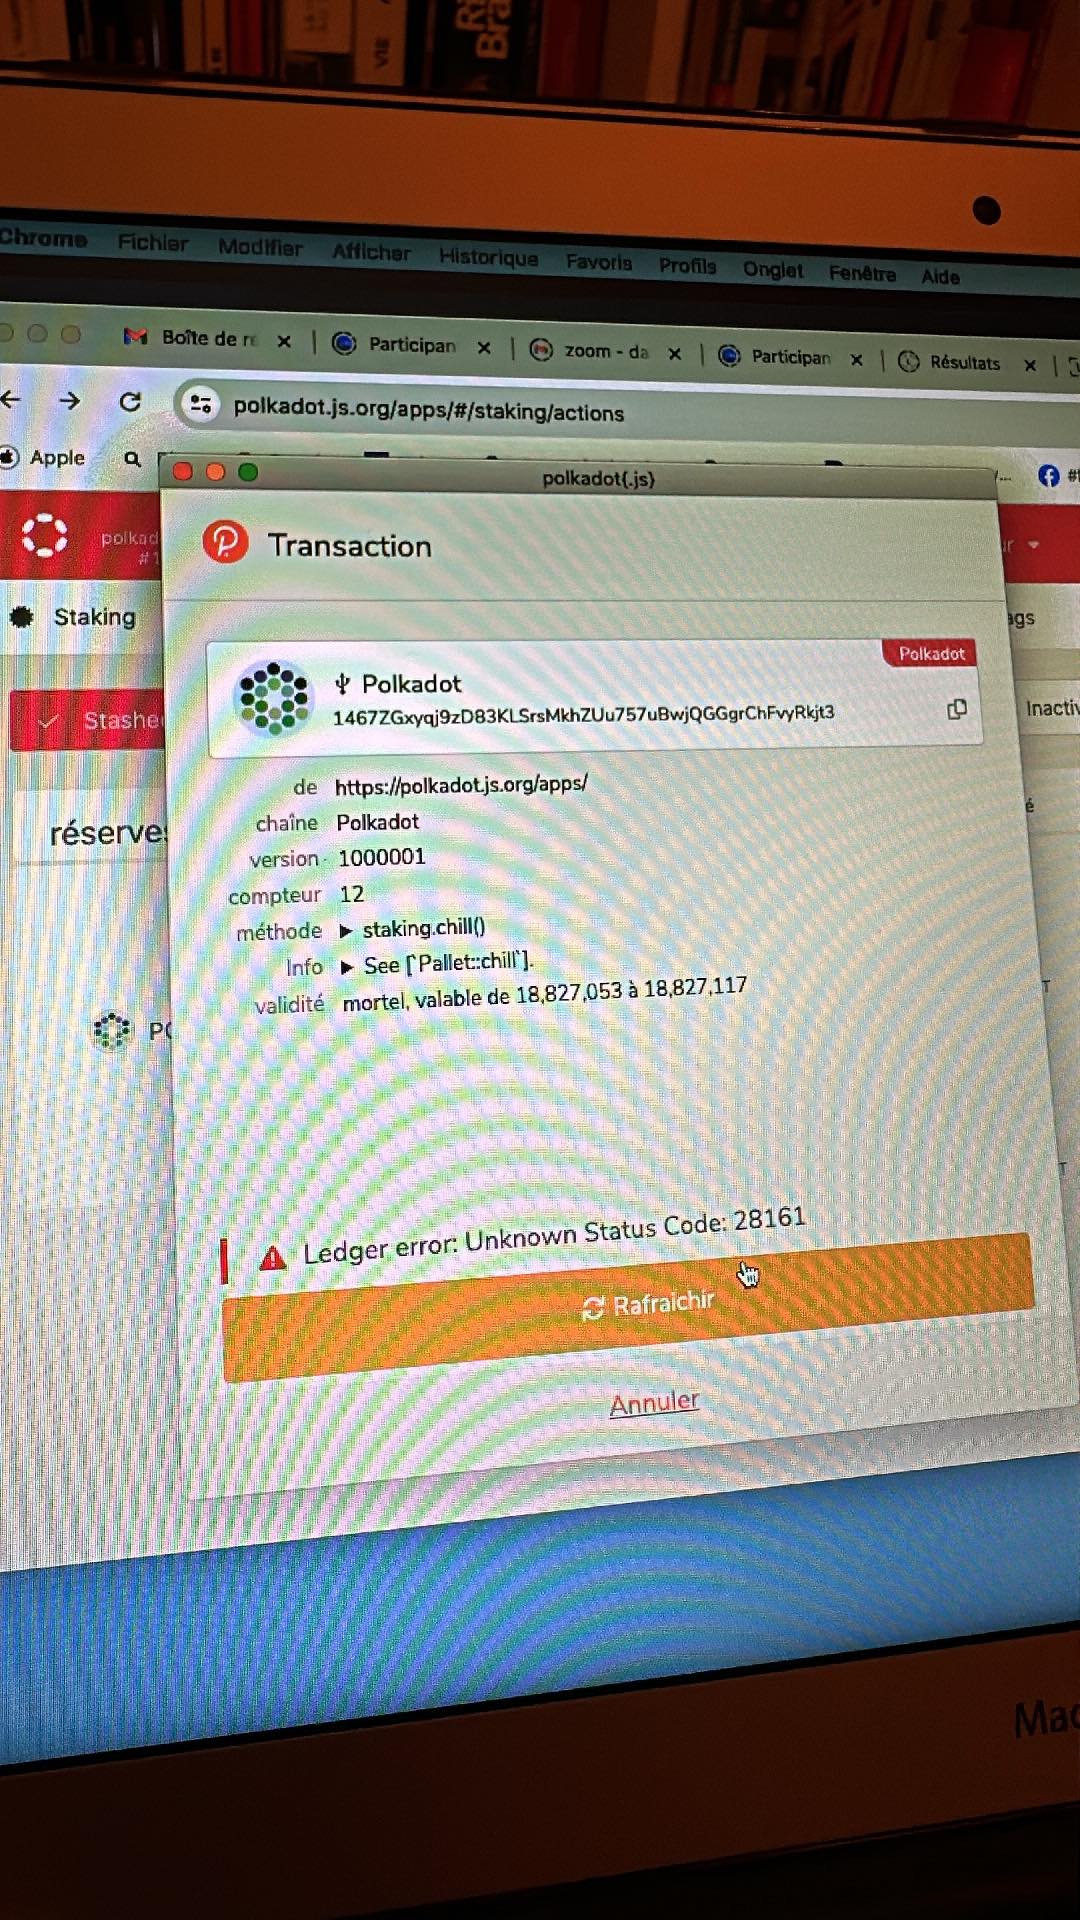 VIE
Chrome Fichier Modifier Afficher Historique Favoris Profils Onglet Fenêtre Aide
Boîte de ré
Participan
zoom - da
Participan
Résultats
polkadot.js.org/apps/#/staking/actions
Apple
polkadot{.js}
polkad
#1
Transaction
Staking
ags
Polkadot
Polkadot
1467ZGxyqj9zD83KLSrsMkhZUu757uBwjQGGgrChFvyRkjt3
Stashe
Inactiv
de https://polkadot.js.org/apps/
réserve
chaîne Polkadot
version 1000001
compteur 12
méthode ▶ staking.chill()
Info ▶ See [`Pallet::chill`].
validité mortel, valable de 18,827,053 à 18,827,117
Ledger error: Unknown Status Code: 28161
Rafraichir
Annuler
Mac